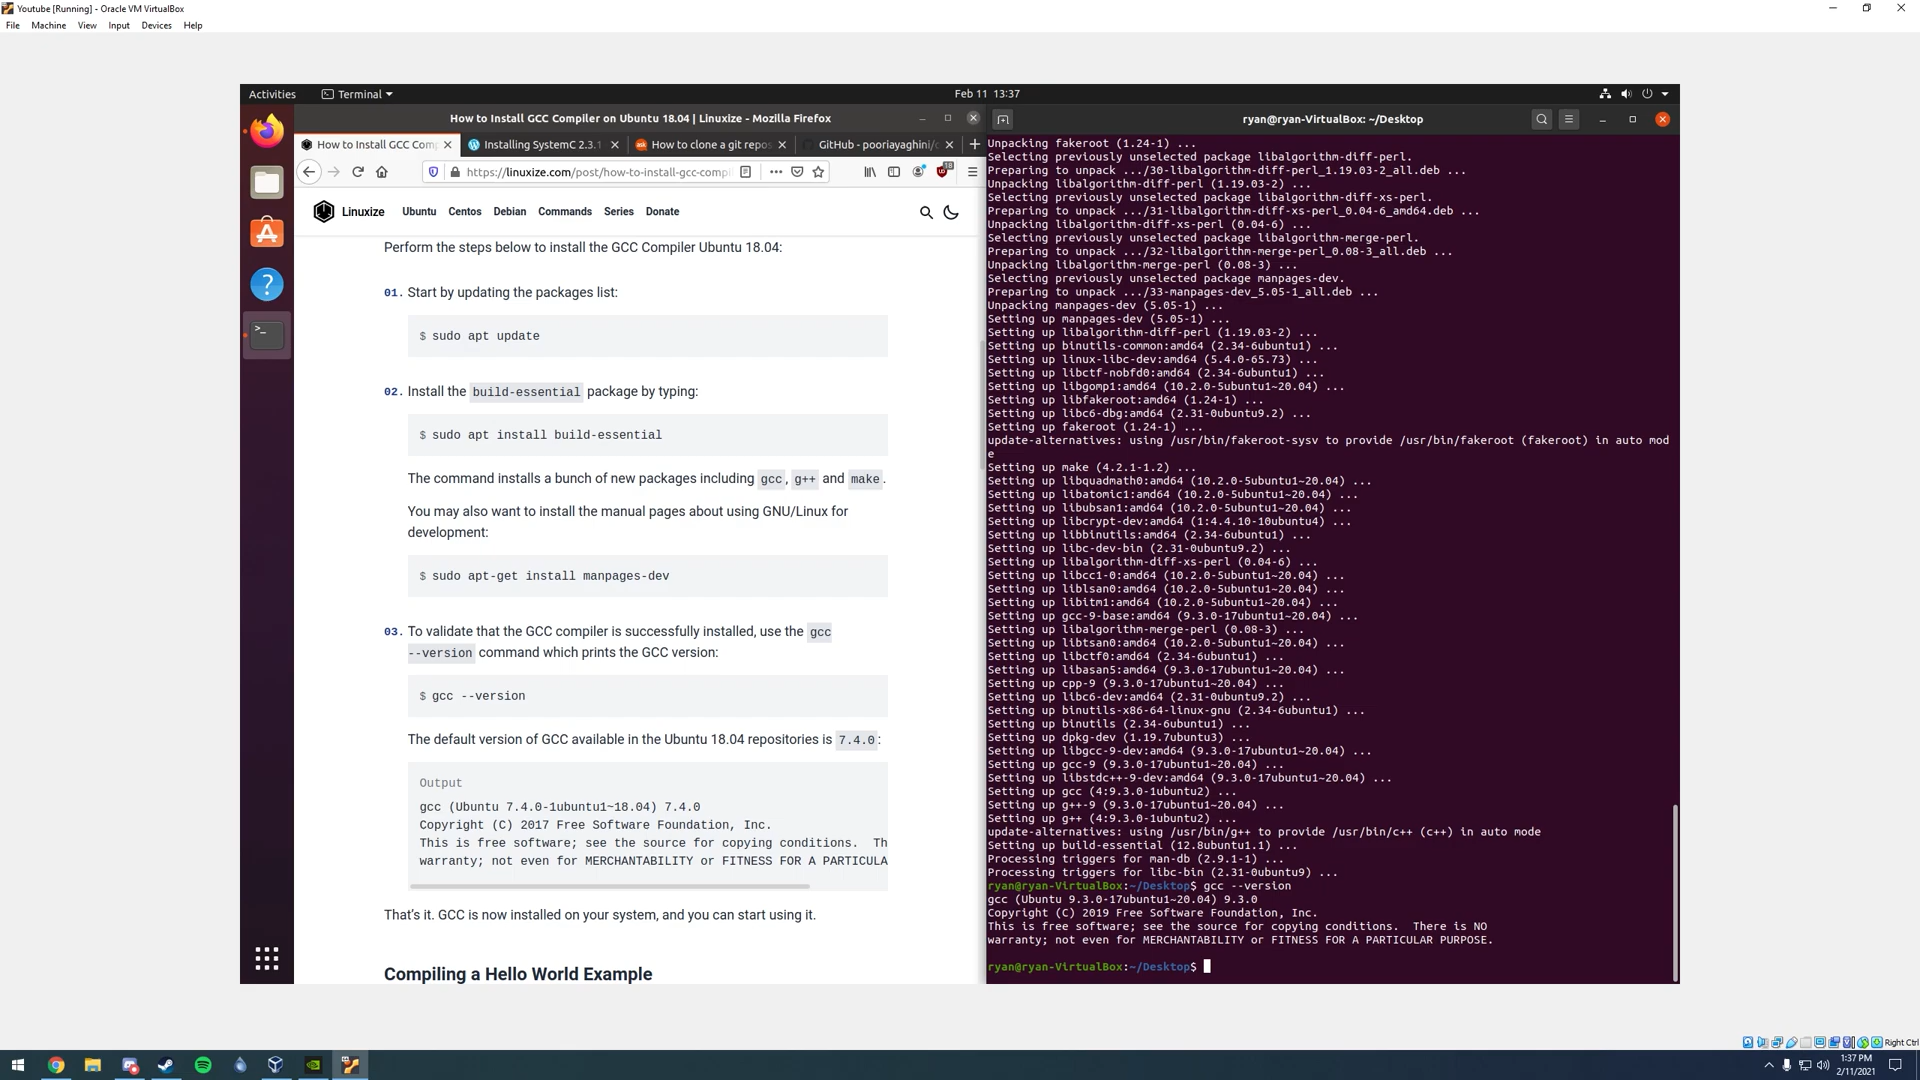 Youtube [Running] - Oracle VM VirtualBox
File Machine View Input Devices Help
Activities Terminal Feb 11 13:37
How to Install GCC Compiler on Ubuntu 18.04 | Linuxize - Mozilla Firefox
How to Install GCC Comp Installing SystemC 2.3.1 How to clone a git repos GitHub - pooriayaghini/c
https://linuxize.com/post/how-to-install-gcc-compil
Linuxize Ubuntu Centos Debian Commands Series Donate
Perform the steps below to install the GCC Compiler Ubuntu 18.04:
01. Start by updating the packages list:
$ sudo apt update
02. Install the build-essential package by typing:
$ sudo apt install build-essential
The command installs a bunch of new packages including gcc, g++ and make.
You may also want to install the manual pages about using GNU/Linux for
development:
$ sudo apt-get install manpages-dev
03. To validate that the GCC compiler is successfully installed, use the gcc
--version command which prints the GCC version:
$ gcc --version
The default version of GCC available in the Ubuntu 18.04 repositories is 7.4.0:
Output
gcc (Ubuntu 7.4.0-1ubuntu1~18.04) 7.4.0
Copyright (C) 2017 Free Software Foundation, Inc.
This is free software; see the source for copying conditions.  Th
warranty; not even for MERCHANTABILITY or FITNESS FOR A PARTICULA
That's it. GCC is now installed on your system, and you can start using it.
Compiling a Hello World Example
ryan@ryan-VirtualBox: ~/Desktop
Unpacking fakeroot (1.24-1) ...
Selecting previously unselected package libalgorithm-diff-perl.
Preparing to unpack .../30-libalgorithm-diff-perl_1.19.03-2_all.deb ...
Unpacking libalgorithm-diff-perl (1.19.03-2) ...
Selecting previously unselected package libalgorithm-diff-xs-perl.
Preparing to unpack .../31-libalgorithm-diff-xs-perl_0.04-6_amd64.deb ...
Unpacking libalgorithm-diff-xs-perl (0.04-6) ...
Selecting previously unselected package libalgorithm-merge-perl.
Preparing to unpack .../32-libalgorithm-merge-perl_0.08-3_all.deb ...
Unpacking libalgorithm-merge-perl (0.08-3) ...
Selecting previously unselected package manpages-dev.
Preparing to unpack .../33-manpages-dev_5.05-1_all.deb ...
Unpacking manpages-dev (5.05-1) ...
Setting up manpages-dev (5.05-1) ...
Setting up libalgorithm-diff-perl (1.19.03-2) ...
Setting up binutils-common:amd64 (2.34-6ubuntu1) ...
Setting up linux-libc-dev:amd64 (5.4.0-65.73) ...
Setting up libctf-nobfd0:amd64 (2.34-6ubuntu1) ...
Setting up libgomp1:amd64 (10.2.0-5ubuntu1~20.04) ...
Setting up libfakeroot:amd64 (1.24-1) ...
Setting up libc6-dbg:amd64 (2.31-0ubuntu9.2) ...
Setting up fakeroot (1.24-1) ...
update-alternatives: using /usr/bin/fakeroot-sysv to provide /usr/bin/fakeroot (fakeroot) in auto mod
e
Setting up make (4.2.1-1.2) ...
Setting up libquadmath0:amd64 (10.2.0-5ubuntu1~20.04) ...
Setting up libatomic1:amd64 (10.2.0-5ubuntu1~20.04) ...
Setting up libubsan1:amd64 (10.2.0-5ubuntu1~20.04) ...
Setting up libcrypt-dev:amd64 (1:4.4.10-10ubuntu4) ...
Setting up libbinutils:amd64 (2.34-6ubuntu1) ...
Setting up libc-dev-bin (2.31-0ubuntu9.2) ...
Setting up libalgorithm-diff-xs-perl (0.04-6) ...
Setting up libcc1-0:amd64 (10.2.0-5ubuntu1~20.04) ...
Setting up liblsan0:amd64 (10.2.0-5ubuntu1~20.04) ...
Setting up libitm1:amd64 (10.2.0-5ubuntu1~20.04) ...
Setting up gcc-9-base:amd64 (9.3.0-17ubuntu1~20.04) ...
Setting up libalgorithm-merge-perl (0.08-3) ...
Setting up libtsan0:amd64 (10.2.0-5ubuntu1~20.04) ...
Setting up libctf0:amd64 (2.34-6ubuntu1) ...
Setting up libasan5:amd64 (9.3.0-17ubuntu1~20.04) ...
Setting up cpp-9 (9.3.0-17ubuntu1~20.04) ...
Setting up libc6-dev:amd64 (2.31-0ubuntu9.2) ...
Setting up binutils-x86-64-linux-gnu (2.34-6ubuntu1) ...
Setting up binutils (2.34-6ubuntu1) ...
Setting up dpkg-dev (1.19.7ubuntu3) ...
Setting up libgcc-9-dev:amd64 (9.3.0-17ubuntu1~20.04) ...
Setting up gcc-9 (9.3.0-17ubuntu1~20.04) ...
Setting up libstdc++-9-dev:amd64 (9.3.0-17ubuntu1~20.04) ...
Setting up gcc (4:9.3.0-1ubuntu2) ...
Setting up g++-9 (9.3.0-17ubuntu1~20.04) ...
Setting up g++ (4:9.3.0-1ubuntu2) ...
update-alternatives: using /usr/bin/g++ to provide /usr/bin/c++ (c++) in auto mode
Setting up build-essential (12.8ubuntu1.1) ...
Processing triggers for man-db (2.9.1-1) ...
Processing triggers for libc-bin (2.31-0ubuntu9) ...
ryan@ryan-VirtualBox:~/Desktop$ gcc --version
gcc (Ubuntu 9.3.0-17ubuntu1~20.04) 9.3.0
Copyright (C) 2019 Free Software Foundation, Inc.
This is free software; see the source for copying conditions.  There is NO
warranty; not even for MERCHANTABILITY or FITNESS FOR A PARTICULAR PURPOSE.
ryan@ryan-VirtualBox:~/Desktop$
Right Ctrl
1:37 PM
2/11/2021